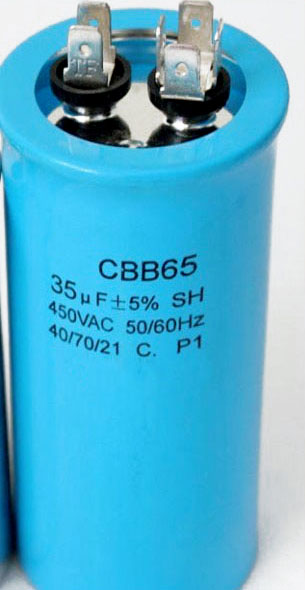 CBB65
35µF±5% SH
450VAC 50/60Hz
40/70/21 C. P1